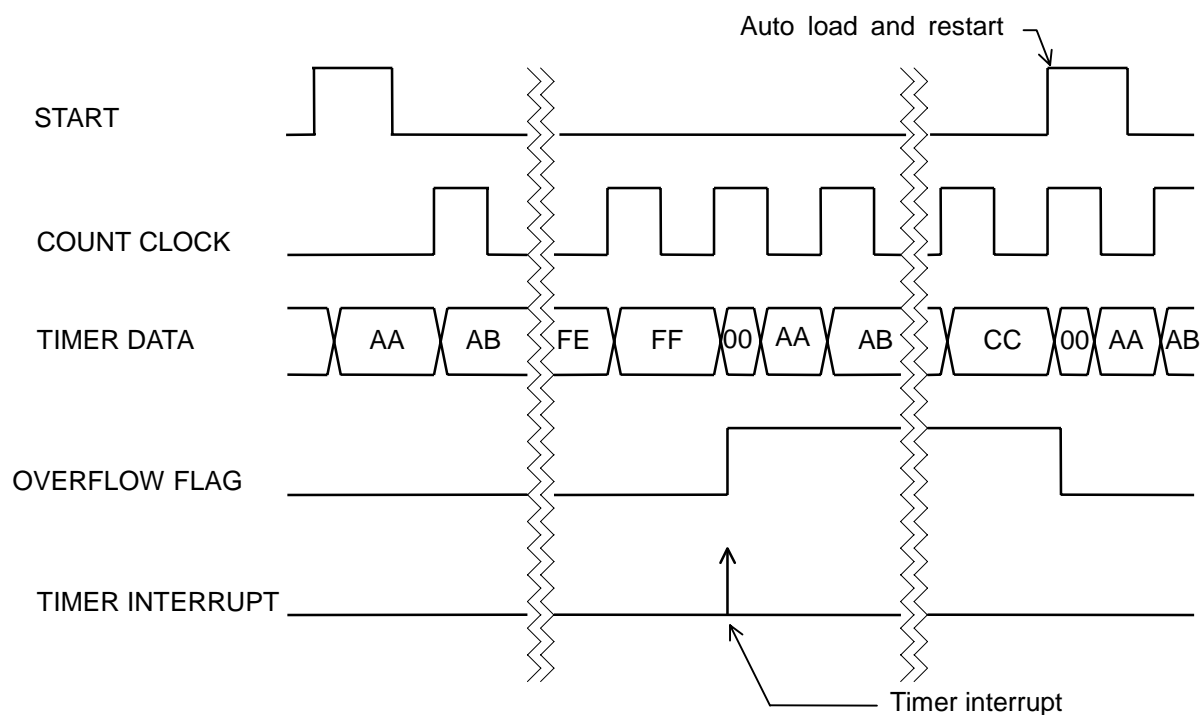 Auto load and restart
START
COUNT CLOCK
TIMER DATA AA AB FE FF 00 AA AB CC 00 AA AB
OVERFLOW FLAG
TIMER INTERRUPT
Timer interrupt